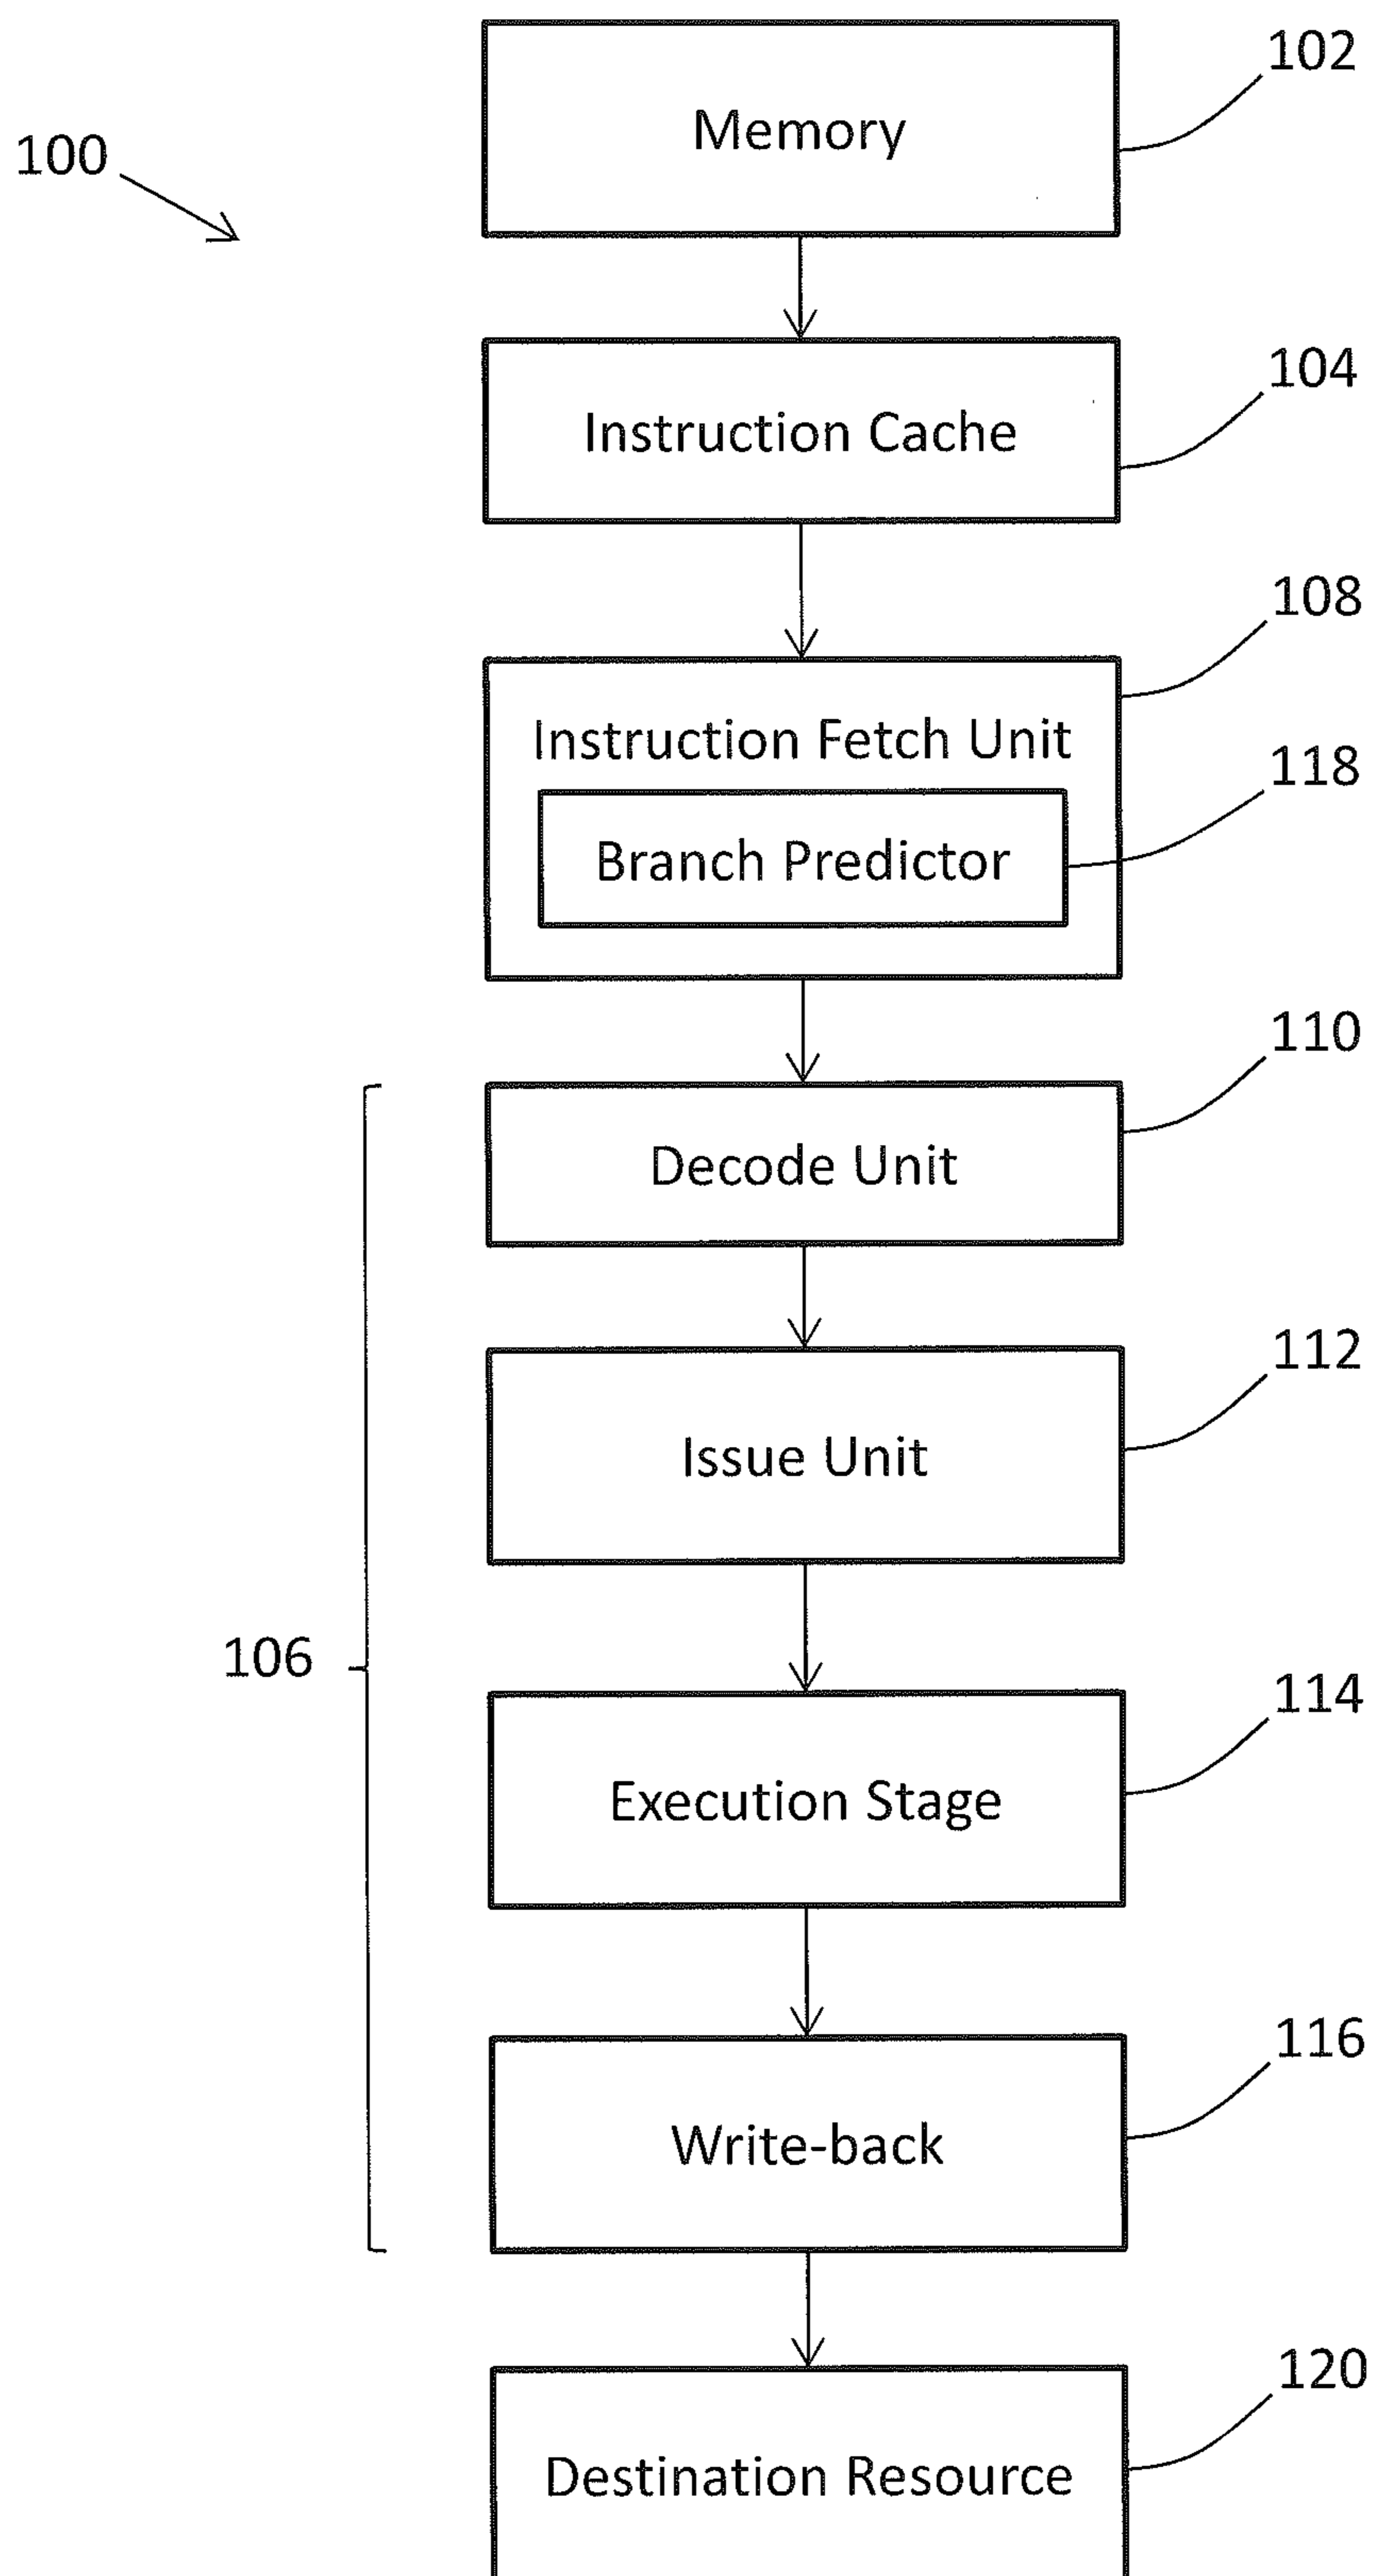 102
Memory
100
104
Instruction Cache
108
Instruction Fetch Unit
118
Branch Predictor
110
Decode Unit
112
Issue Unit
106
114
Execution Stage
116
Write-back
120
Destination Resource